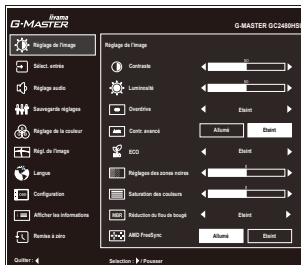 iiyama
G-MASTER
G-MASTER GC2480HSU
Réglage de l'image
Sélect. entrée
Réglage audio
Sauvegarde réglages
Réglage de la couleur
Régl. de l'image
Langue
Configuration
Afficher les informations
Remise à zéro
Réglage de l'image
Contraste 50
Luminosité 50
Overdrive Eteint
Contr. avancé Allumé Eteint
ECO Eteint
Réglages des zones noires 0
Saturation des couleurs 0
MBR Réduction du flou de bougé Eteint
AMD FreeSync Allumé Eteint
Quitter :
Selection : / Pousser